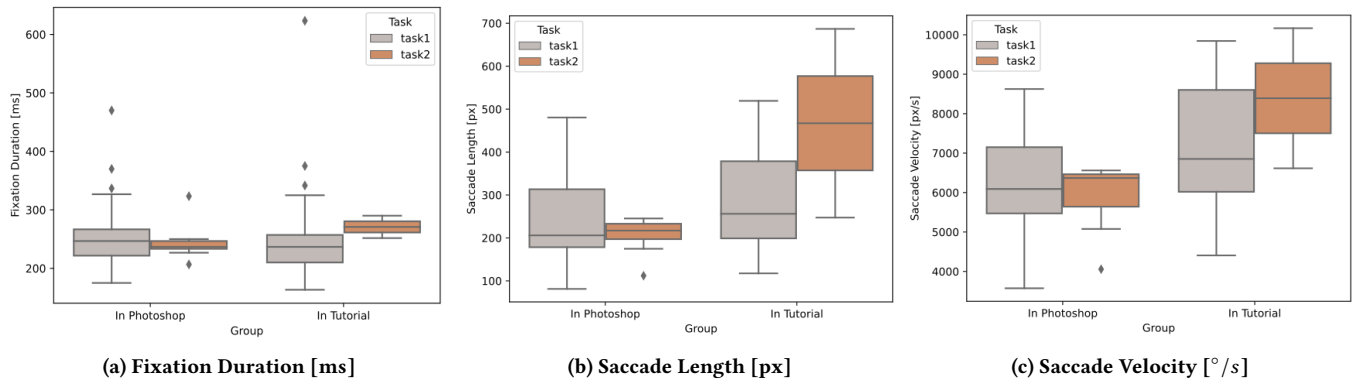 600
500
400
300
200
Fixation Duration [ms]
Task
task1
task2
In Photoshop
In Tutorial
Group
(a) Fixation Duration [ms]
700
600
500
400
300
200
100
Saccade Length [px]
Task
task1
task2
In Photoshop
In Tutorial
Group
(b) Saccade Length [px]
10000
9000
8000
7000
6000
5000
4000
Saccade Velocity [px/s]
Task
task1
task2
In Photoshop
In Tutorial
Group
(c) Saccade Velocity [°/s]